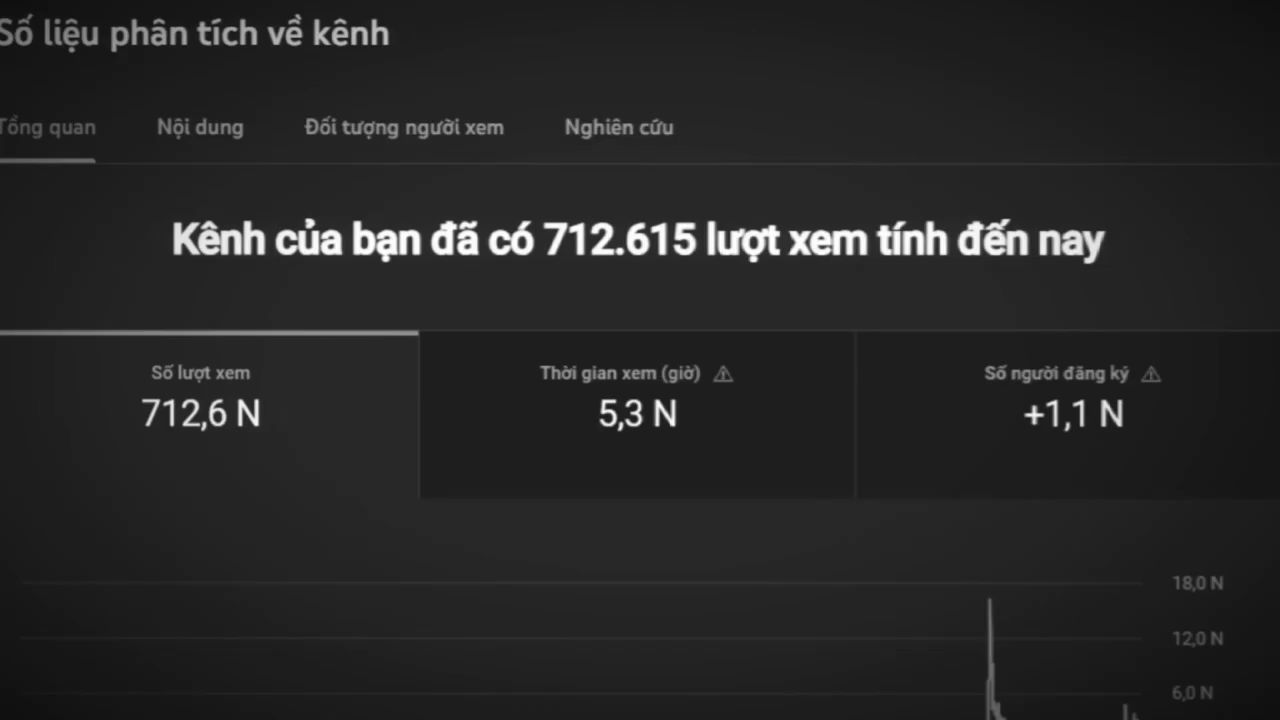 Số liệu phân tích về kênh
Tổng quan Nội dung Đối tượng người xem Nghiên cứu
Kênh của bạn đã có 712.615 lượt xem tính đến nay
Số lượt xem Thời gian xem (giờ) Số người đăng ký
712,6 N 5,3 N +1,1 N
18,0 N
12,0 N
6,0 N